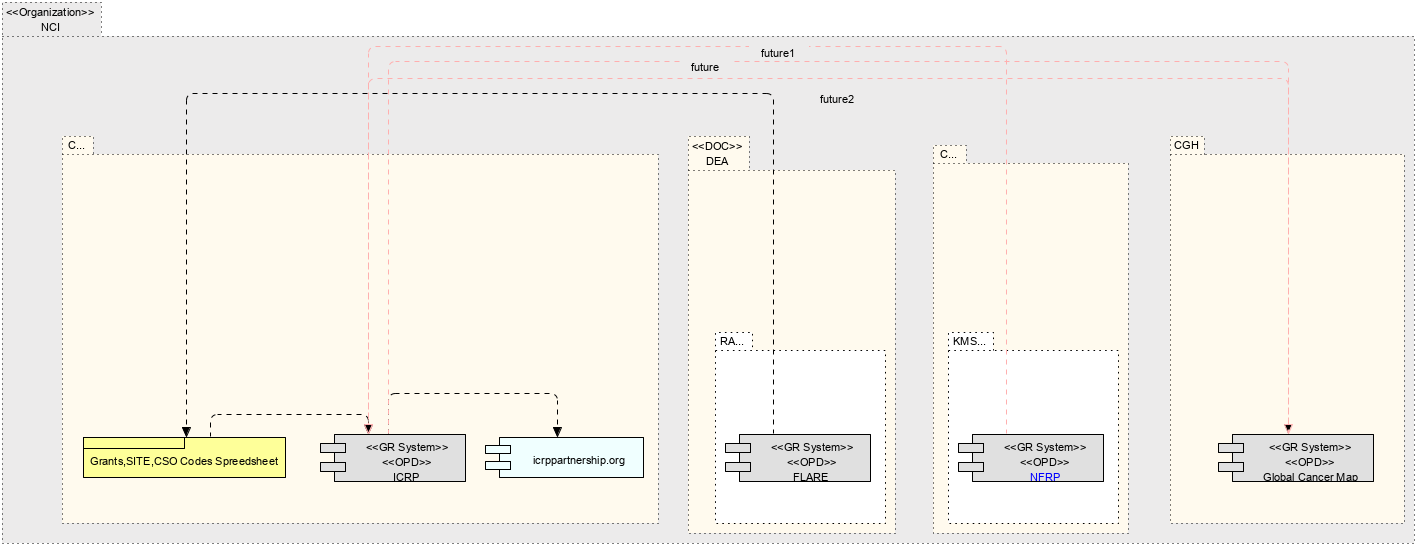 <<Organization>>
NCI
future1
future
future2
C...
<<DOC>>
DEA
C...
CGH
RA...
KMS...
Grants,SITE,CSO Codes Spreedsheet
<<GR System>>
<<OPD>>
ICRP
icrppartnership.org
<<GR System>>
<<OPD>>
FLARE
<<GR System>>
<<OPD>>
NFRP
<<GR System>>
<<OPD>>
Global Cancer Map